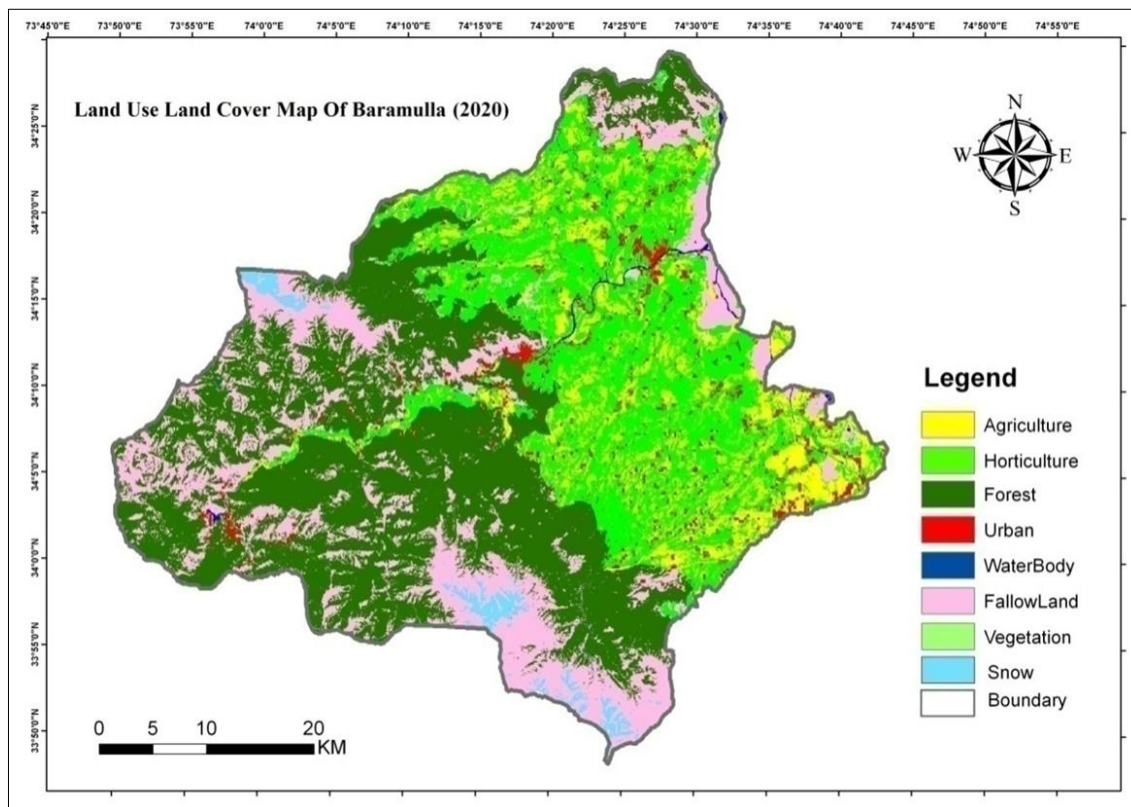 73°45'0"E 73°50'0"E 73°55'0"E 74°0'0"E 74°5'0"E 74°10'0"E 74°15'0"E 74°20'0"E 74°25'0"E 74°30'0"E 74°35'0"E 74°40'0"E 74°45'0"E 74°50'0"E 74°55'0"E
Land Use Land Cover Map Of Baramulla (2020)
N
W E
S
34°25'0"N
34°20'0"N
34°15'0"N
34°10'0"N
34°5'0"N
34°0'0"N
33°55'0"N
33°50'0"N
Legend
Agriculture
Horticulture
Forest
Urban
WaterBody
FallowLand
Vegetation
Snow
Boundary
0 5 10 20
KM